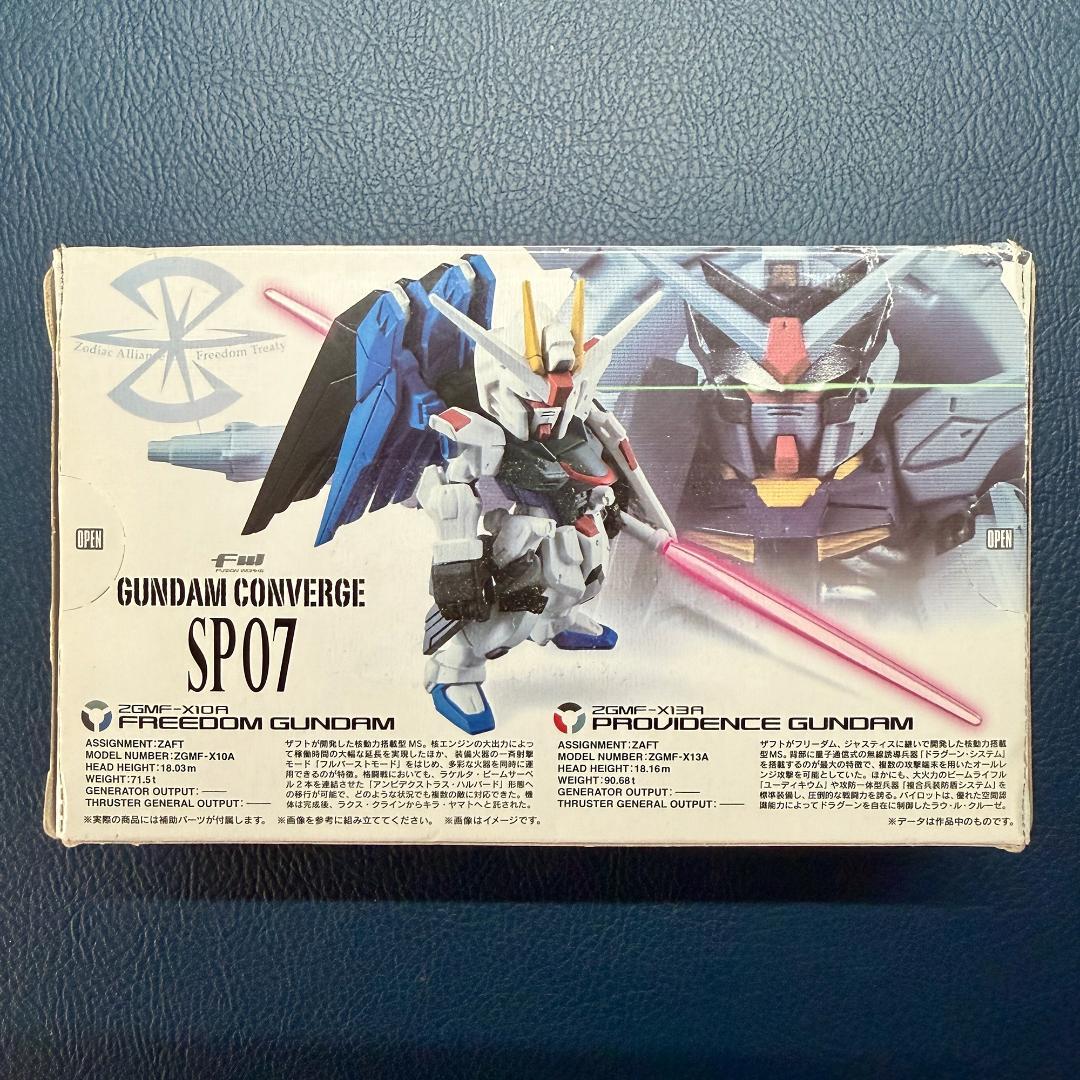 Zodiac Alliance Freedom Treaty
OPEN
OPEN
FW
FUSION WORKS
GUNDAM CONVERGE
SP07
ZGMF-X10A
FREEDOM GUNDAM
ASSIGNMENT:ZAFT
MODEL NUMBER:ZGMF-X10A
HEAD HEIGHT:18.03m
WEIGHT:71.5t
GENERATOR OUTPUT: ——
THRUSTER GENERAL OUTPUT: ——
ザフトが開発した核動力搭載型MS。核エンジンの大出力によっ
て稼働時間の大幅な延長を実現したほか、装備火器の一斉射撃
モード「フルバーストモード」をはじめ、多彩な火器を同時に運
用できるのが特徴。格闘戦においても、ラケルタ・ビームサーベ
ル2本を連結させた「アンビデクストラス・ハルバード」形態へ
の移行が可能で、どのような状況でも複数の敵に対応できた。機
体は完成後、ラクス・クラインからキラ・ヤマトへと託された。
ZGMF-X13A
PROVIDENCE GUNDAM
ASSIGNMENT:ZAFT
MODEL NUMBER:ZGMF-X13A
HEAD HEIGHT:18.16m
WEIGHT:90.68t
GENERATOR OUTPUT: ——
THRUSTER GENERAL OUTPUT: ——
ザフトがフリーダム、ジャスティスに継いで開発した核動力搭載
型MS。背部に量子通信式の無線誘導兵器「ドラグーン・システム」
を搭載するのが最大の特徴で、複数の攻撃端末を用いたオールレ
ンジ攻撃を可能としていた。ほかにも、大火力のビームライフル
「ユーディキウム」や攻防一体型兵器「複合兵装防盾システム」を
標準装備し、圧倒的な戦闘力を誇る。パイロットは、優れた空間認
識能力によってドラグーンを自在に制御したラウ・ル・クルーゼ。
※実際の商品には補助パーツが付属します。 ※画像を参考に組み立ててください。 ※画像はイメージです。
※データは作品中のものです。